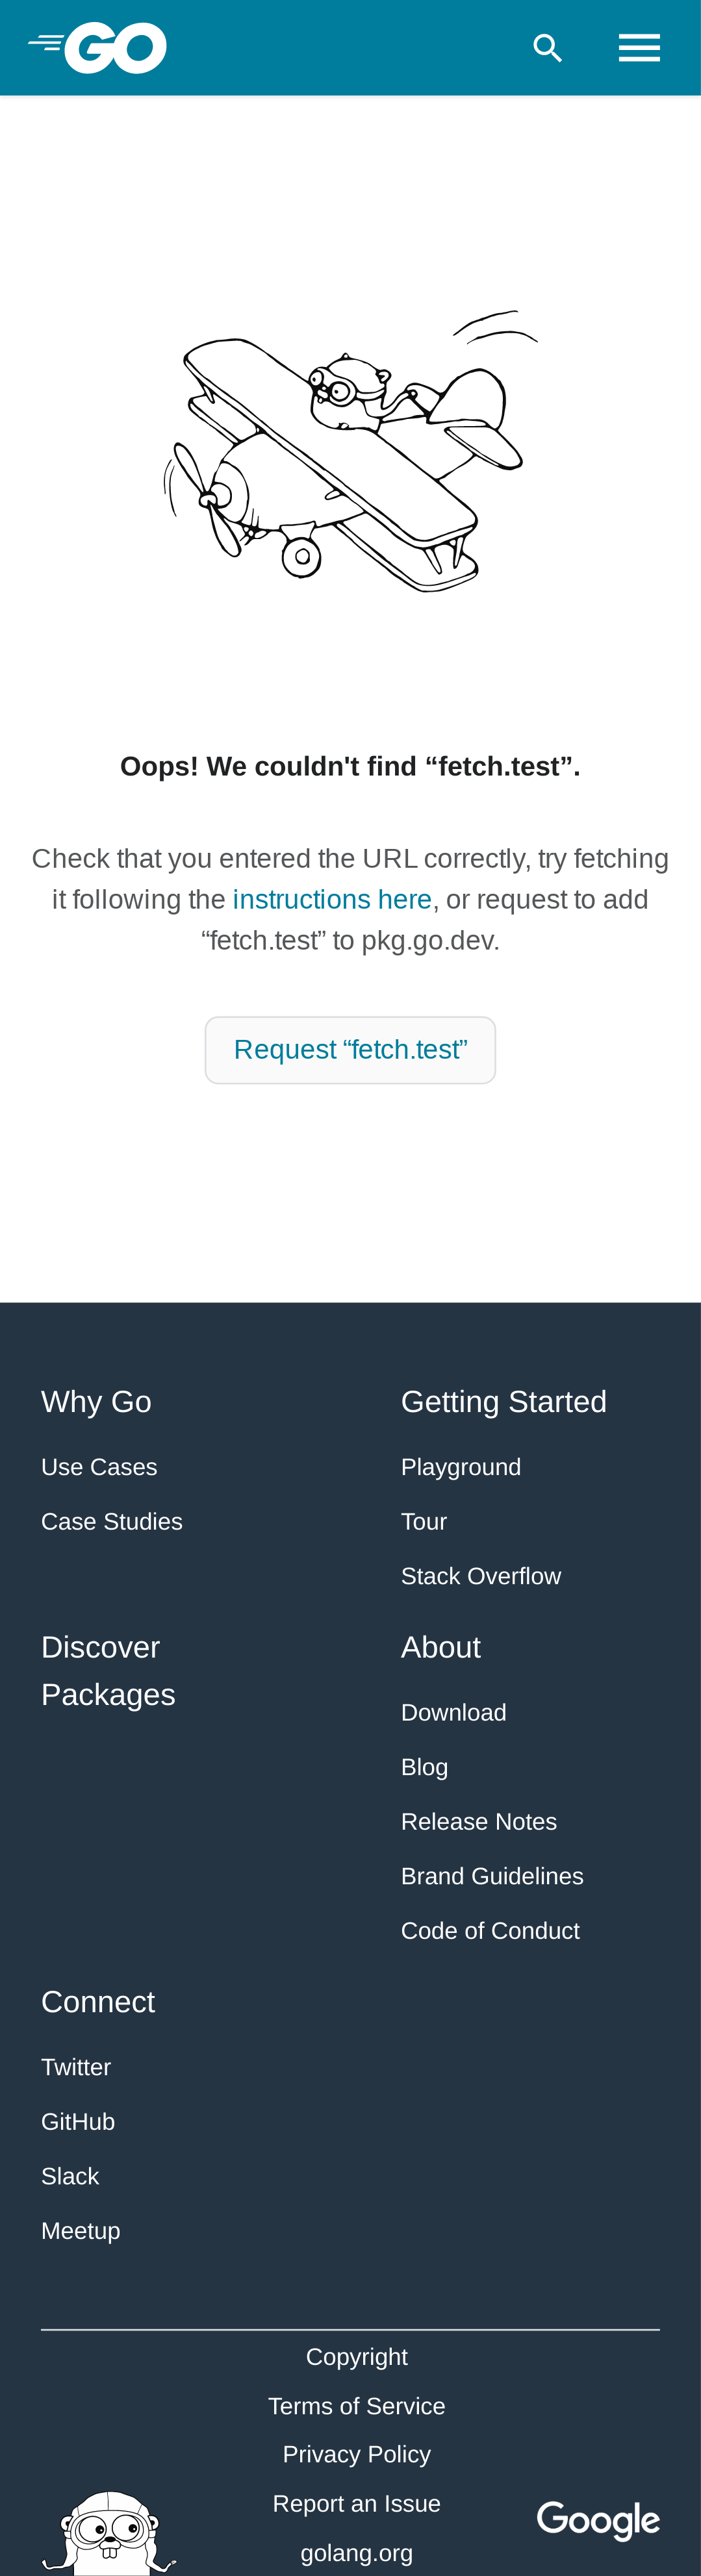 GO
Oops! We couldn't find “fetch.test”.
Check that you entered the URL correctly, try fetching
it following the instructions here, or request to add
“fetch.test” to pkg.go.dev.
Request “fetch.test”
Why Go
Use Cases
Case Studies
Getting Started
Playground
Tour
Stack Overflow
Discover
Packages
About
Download
Blog
Release Notes
Brand Guidelines
Code of Conduct
Connect
Twitter
GitHub
Slack
Meetup
Copyright
Terms of Service
Privacy Policy
Report an Issue
golang.org
Google